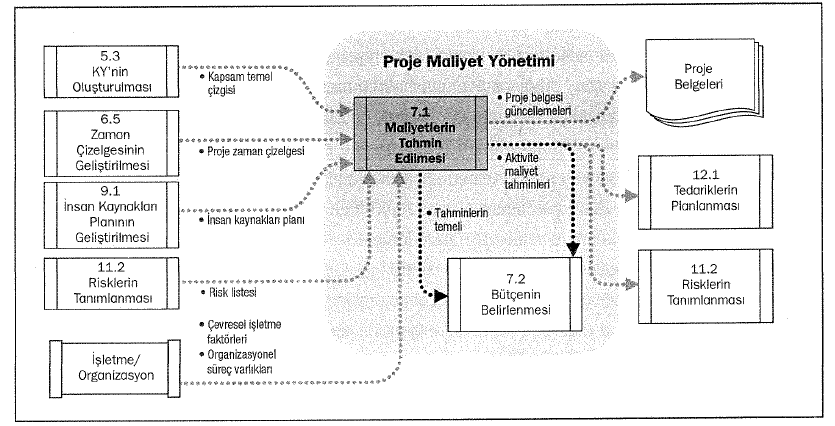 Proje Maliyet Yönetimi
5.3
KY'nin
Oluşturulması
• Kapsam temel
çizgisi
6.5
Zaman
Çizelgesinin
Geliştirilmesi
• Proje zaman çizelgesi
9.1
İnsan Kaynakları
Planının
Geliştirilmesi
• İnsan kaynakları planı
11.2
Risklerin
Tanımlanması
• Risk listesi
İşletme/
Organizasyon
• Çevresel işletme
faktörleri
• Organizasyonel
süreç varlıkları
7.1
Maliyetlerin
Tahmin
Edilmesi
• Proje belgesi
güncellemeleri
• Aktivite
maliyet
tahminleri
• Tahminlerin
temeli
7.2
Bütçenin
Belirlenmesi
Proje
Belgeleri
12.1
Tedariklerin
Planlanması
11.2
Risklerin
Tanımlanması